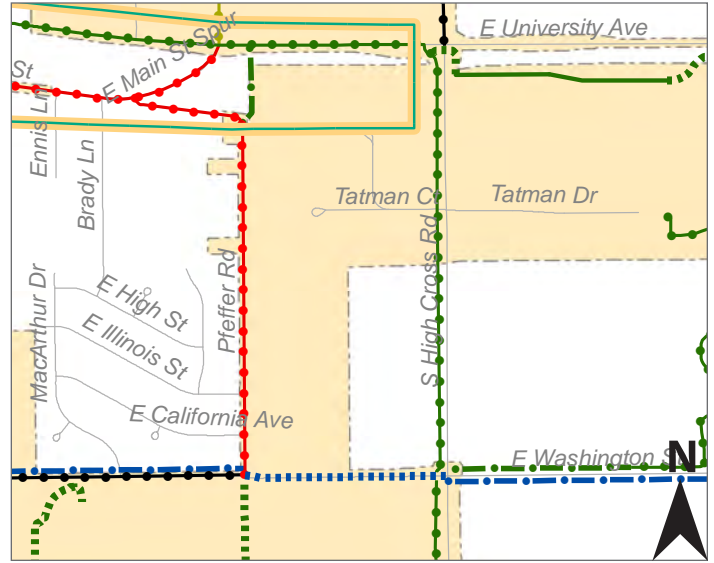 E University Ave
E Main St Spur
St
Ennis Ln
Brady Ln
Tatman Ct
Tatman Dr
S High Cross Rd
Pfeffer Rd
MacArthur Dr
E High St
E Illinois St
E California Ave
E Washington St
N